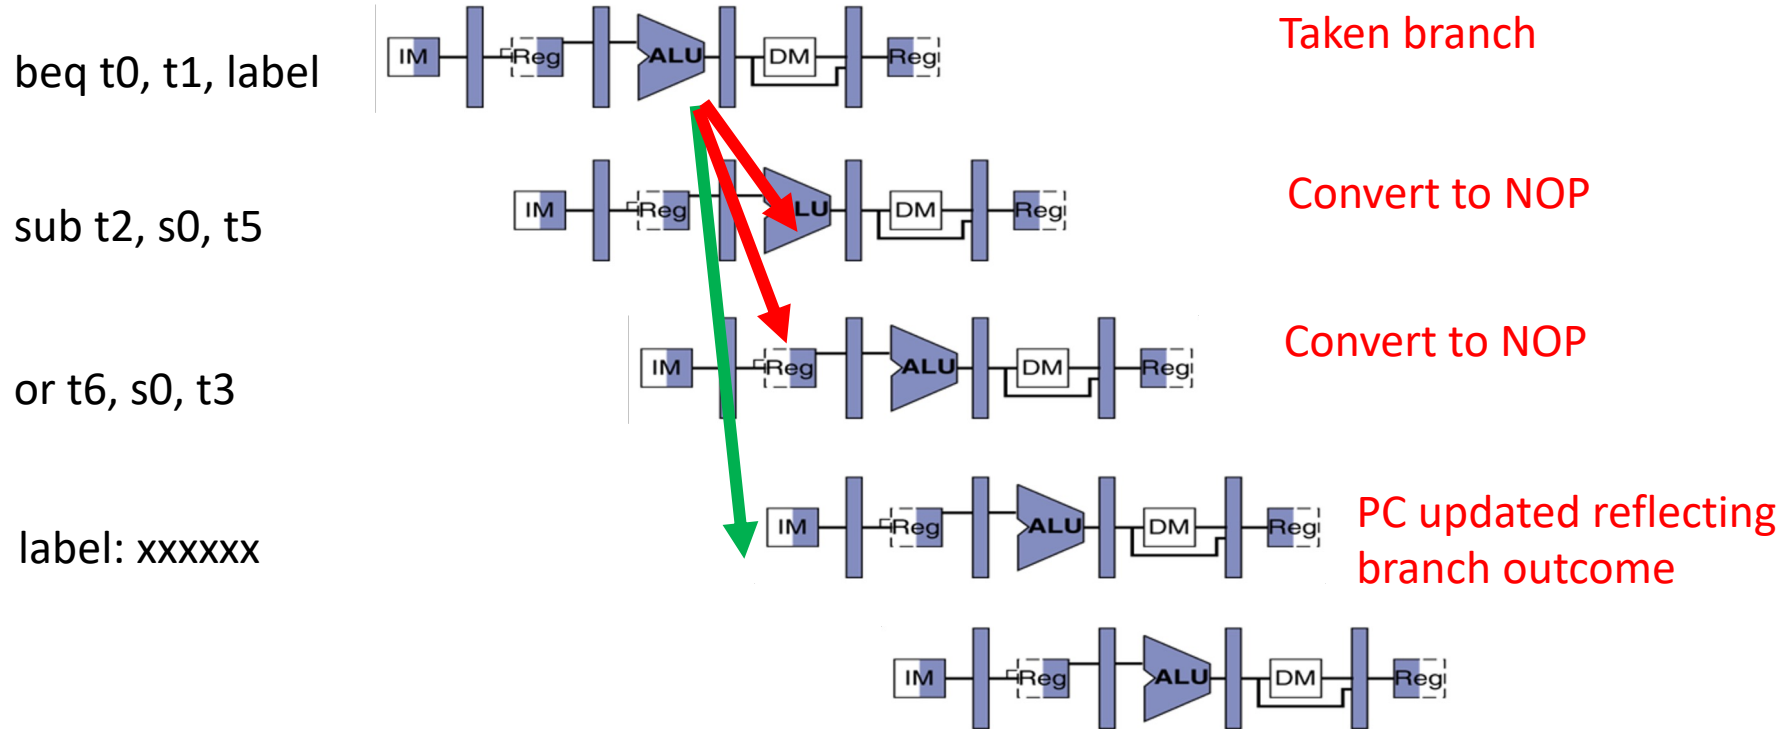 Taken branch
beq t0, t1, label
IM Reg ALU DM Reg
Convert to NOP
sub t2, s0, t5
IM Reg LU DM Reg
Convert to NOP
or t6, s0, t3
IM Reg ALU DM Reg
label: xxxxxx
IM Reg ALU DM Reg
PC updated reflecting
branch outcome
IM Reg ALU DM Reg